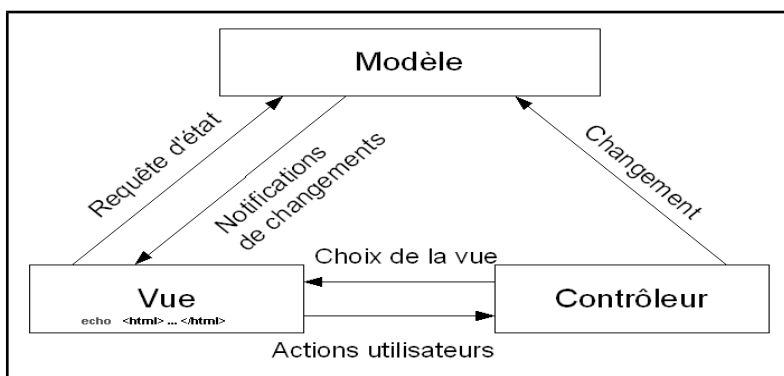 Modèle
Requête d'état
Notifications
de changements
Changement
Choix de la vue
Vue
echo <html> ... </html>
Contrôleur
Actions utilisateurs